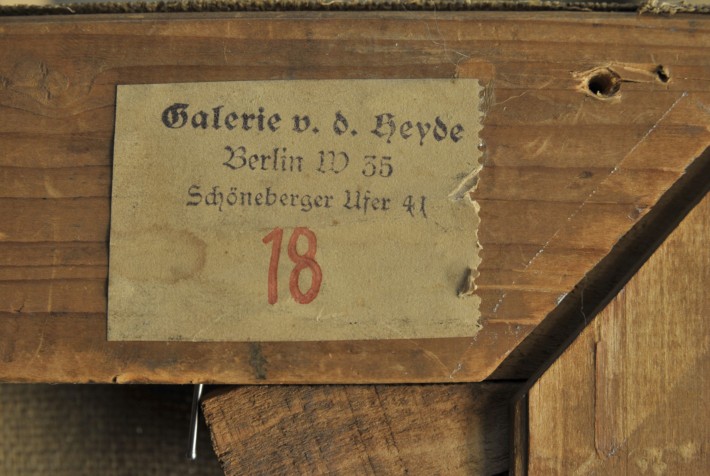 Galerie v. d. Heyde
Berlin W 35
Schöneberger Ufer 41
18